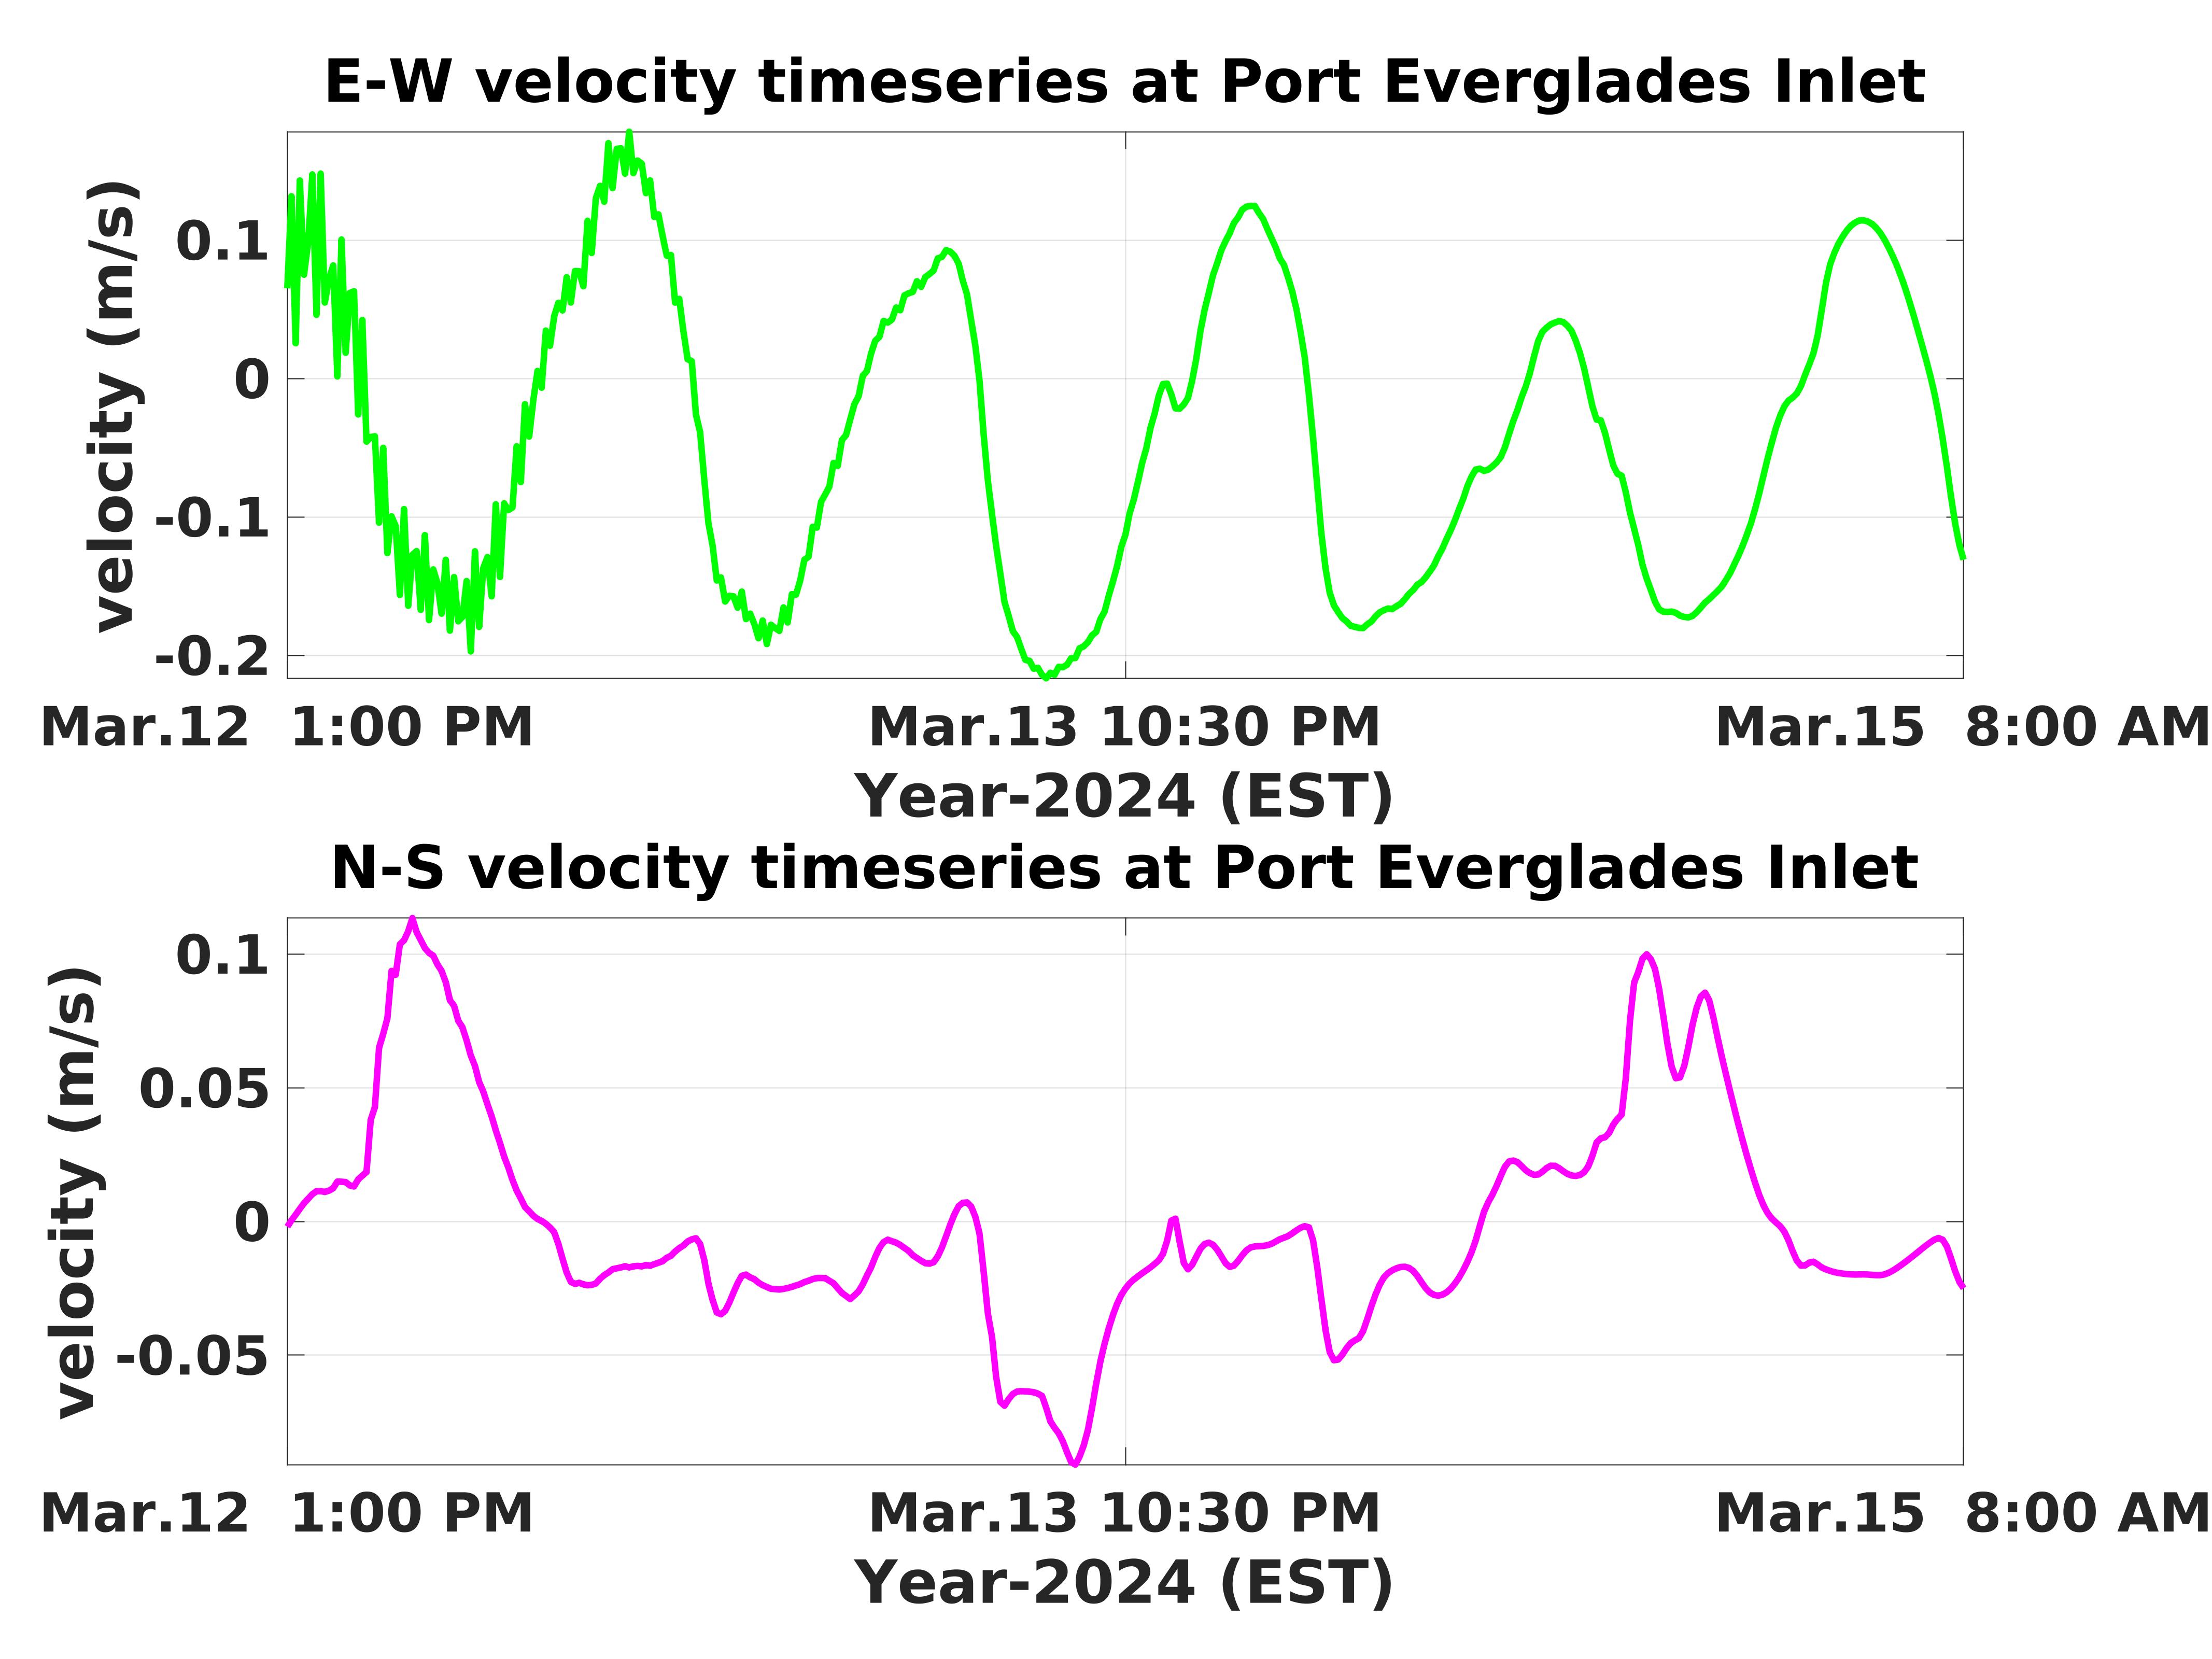 E-W velocity timeseries at Port Everglades Inlet
velocity (m/s)
0.1
0
-0.1
-0.2
Mar.12  1:00 PM
Mar.13 10:30 PM
Mar.15  8:00 AM
Year-2024 (EST)
N-S velocity timeseries at Port Everglades Inlet
velocity (m/s)
0.1
0.05
0
-0.05
Mar.12  1:00 PM
Mar.13 10:30 PM
Mar.15  8:00 AM
Year-2024 (EST)